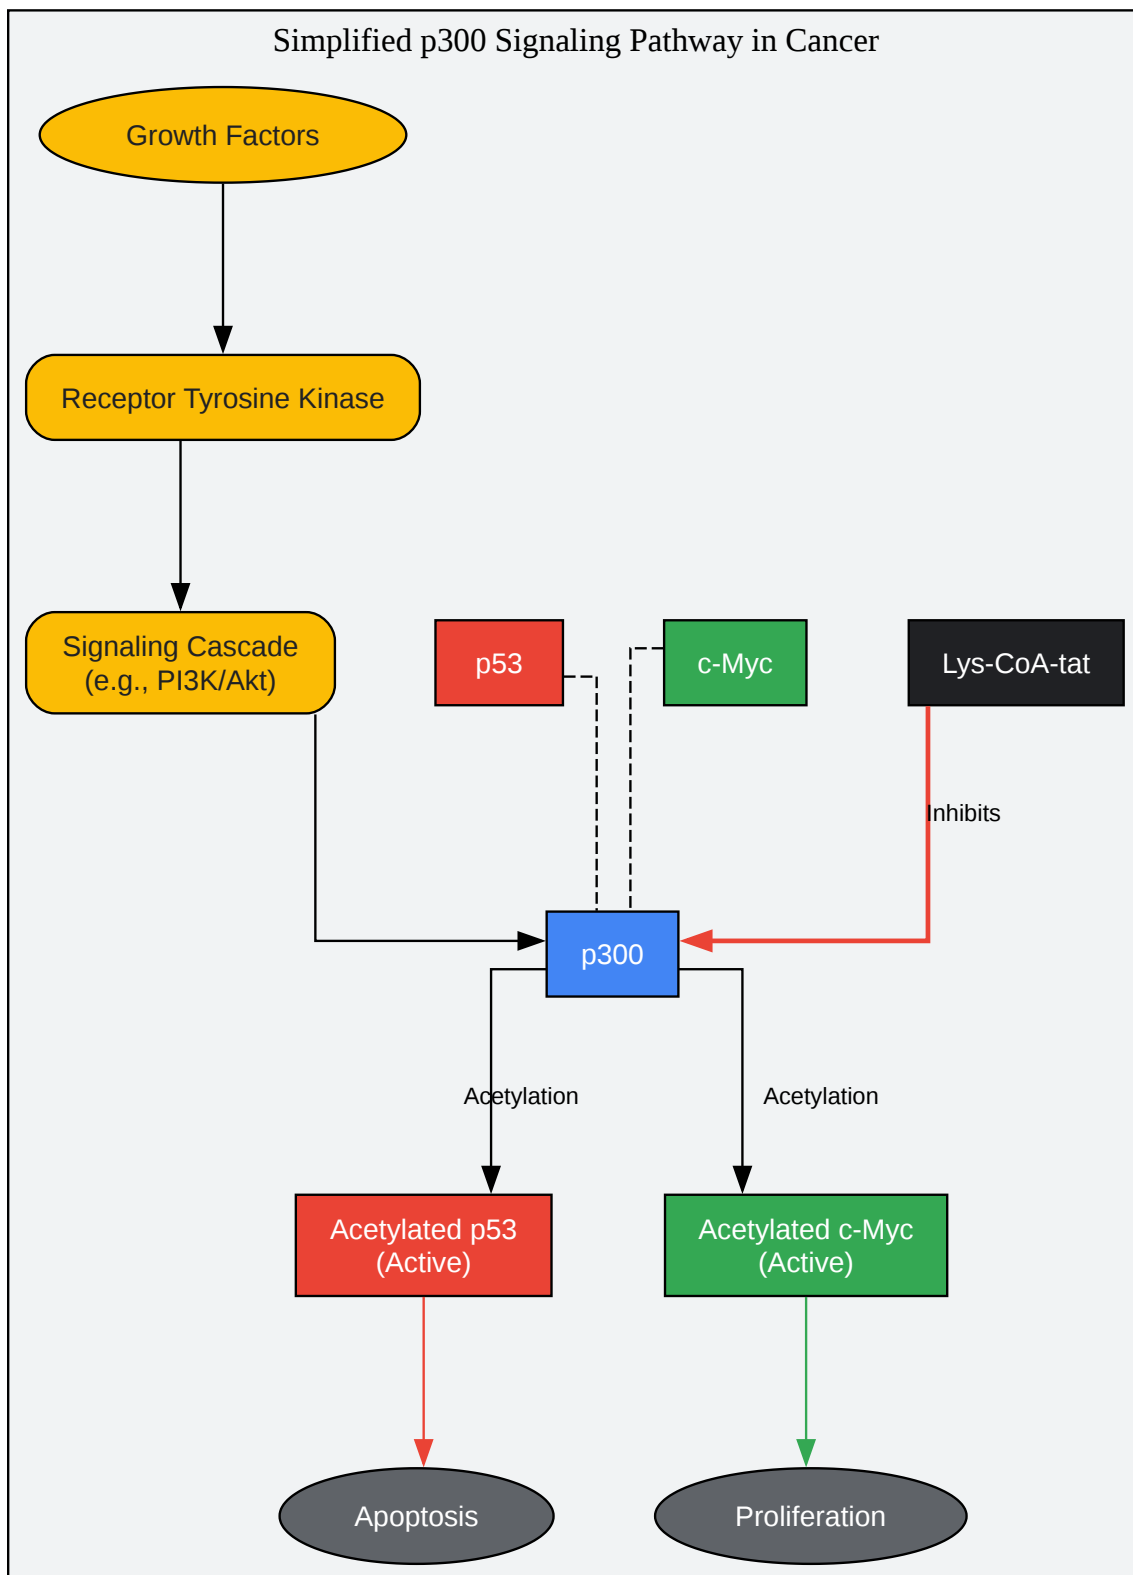 Simplified p300 Signaling Pathway in Cancer
Growth Factors
Receptor Tyrosine Kinase
Signaling Cascade
(e.g., PI3K/Akt)
p53
c-Myc
Lys-CoA-tat
Inhibits
p300
Acetylation
Acetylation
Acetylated p53
(Active)
Acetylated c-Myc
(Active)
Apoptosis
Proliferation